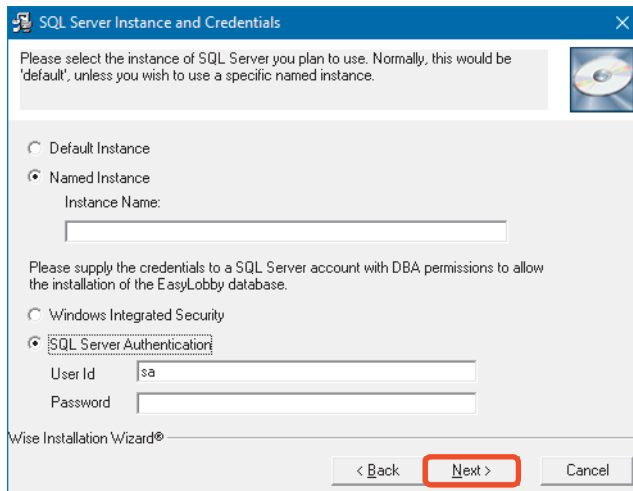 SQL Server Instance and Credentials
Please select the instance of SQL Server you plan to use. Normally, this would be
'default', unless you wish to use a specific named instance.
Default Instance
Named Instance
Instance Name:
Please supply the credentials to a SQL Server account with DBA permissions to allow
the installation of the EasyLobby database.
Windows Integrated Security
SQL Server Authentication
User Id sa
Password
Wise Installation Wizard®
< Back Next > Cancel